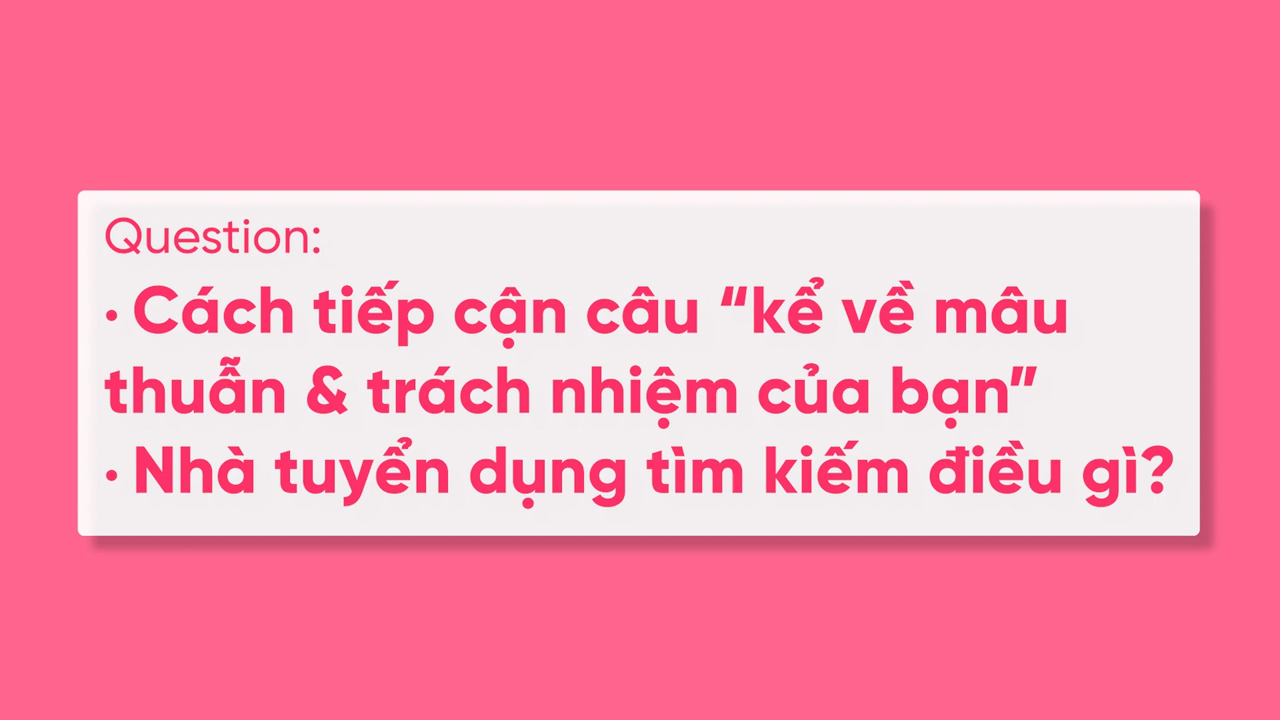 Question:
· Cách tiếp cận câu “kể về mâu
thuẫn & trách nhiệm của bạn”
· Nhà tuyển dụng tìm kiếm điều gì?